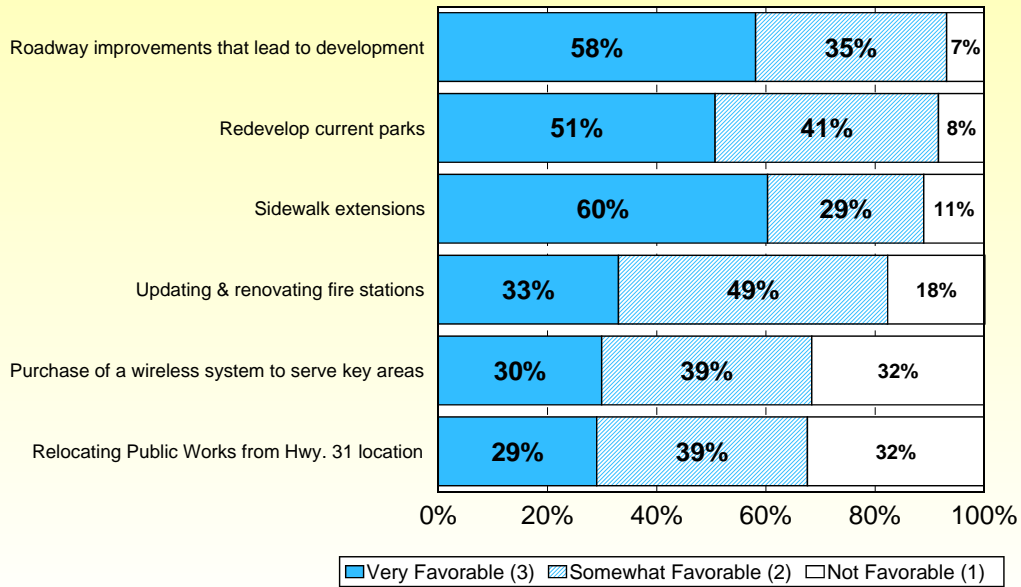 Roadway improvements that lead to development 58% 35% 7%
Redevelop current parks 51% 41% 8%
Sidewalk extensions 60% 29% 11%
Updating & renovating fire stations 33% 49% 18%
Purchase of a wireless system to serve key areas 30% 39% 32%
Relocating Public Works from Hwy. 31 location 29% 39% 32%
0% 20% 40% 60% 80% 100%
Very Favorable (3) Somewhat Favorable (2) Not Favorable (1)